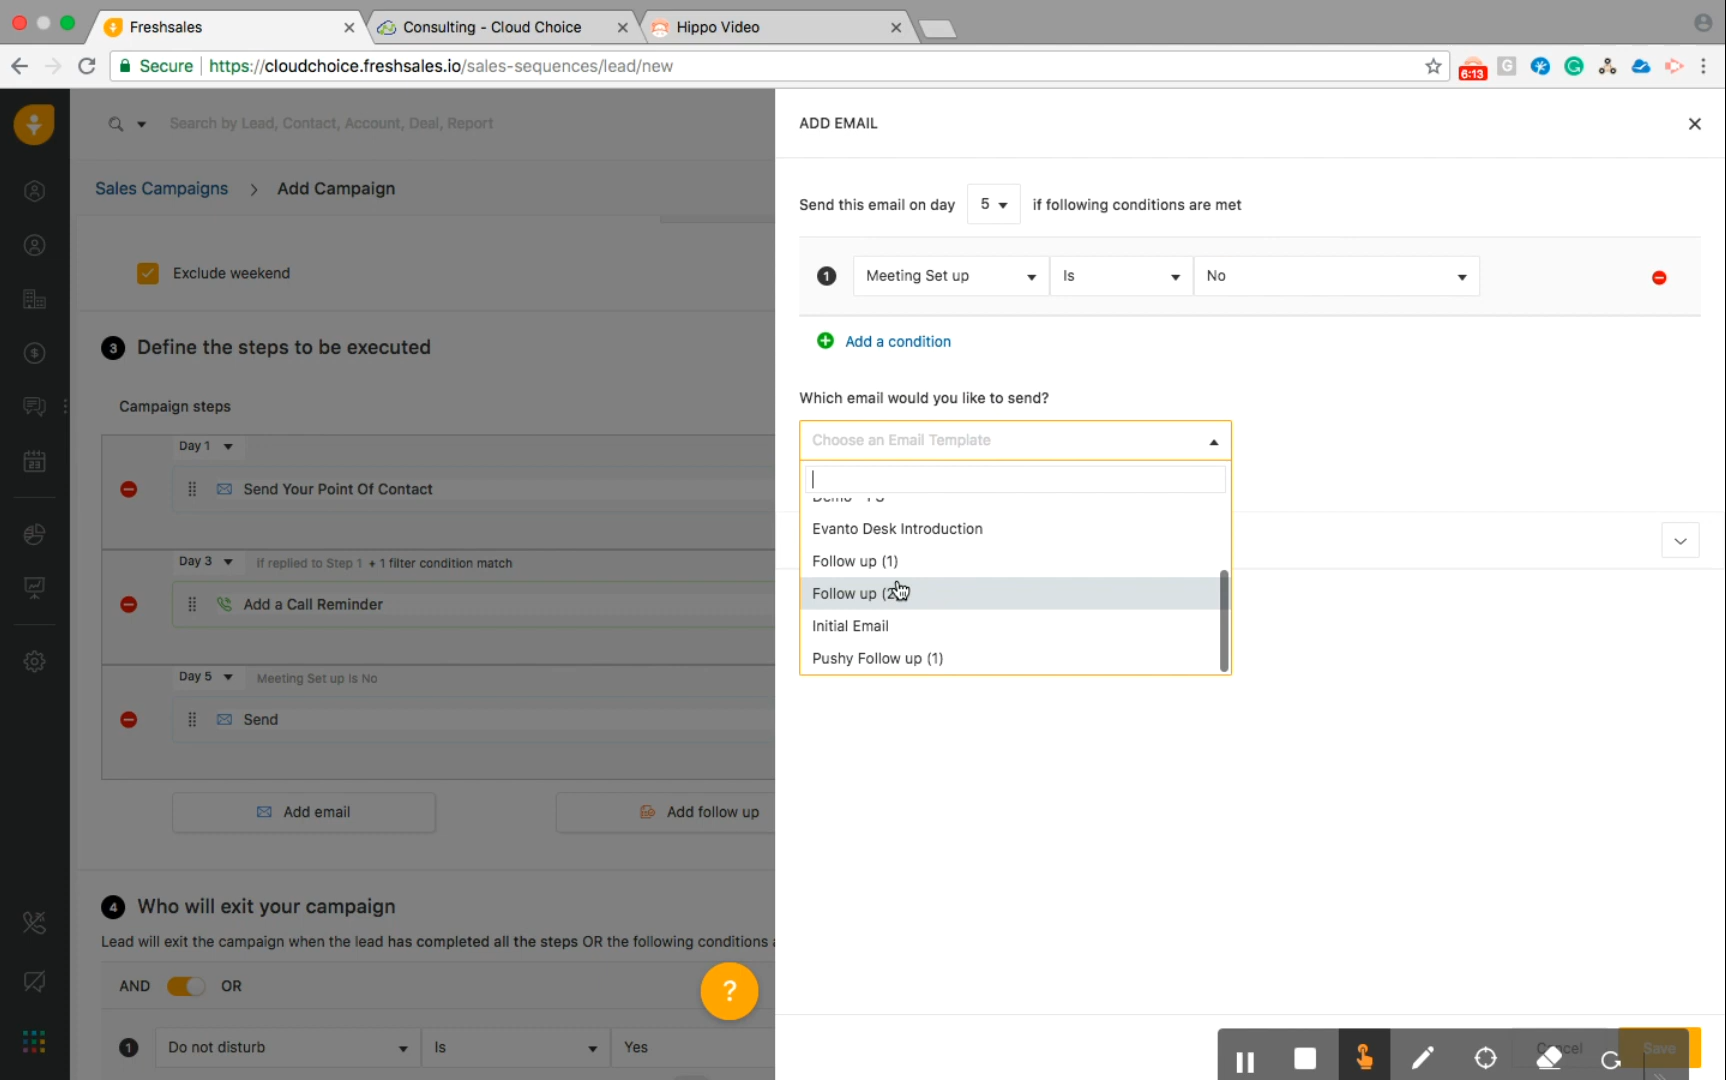 Freshsales
Consulting - Cloud Choice
Hippo Video
Secure
https://cloudchoice.freshsales.io/sales-sequences/lead/new
6:13
G
Search by Lead, Contact, Account, Deal, Report
Sales Campaigns > Add Campaign
Exclude weekend
3 Define the steps to be executed
Campaign steps
Day 1
Send Your Point Of Contact
Day 3 If replied to Step 1 + 1 filter condition match
Add a Call Reminder
Day 5 Meeting Set up Is No
Send
Add email
Add follow up
4 Who will exit your campaign
Lead will exit the campaign when the lead has completed all the steps OR the following conditions
AND OR
1 Do not disturb Is Yes
?
23
ADD EMAIL
Send this email on day 5 if following conditions are met
1 Meeting Set up Is No
Add a condition
Which email would you like to send?
Choose an Email Template
Evanto Desk Introduction
Follow up (1)
Follow up (2)
Initial Email
Pushy Follow up (1)
Save